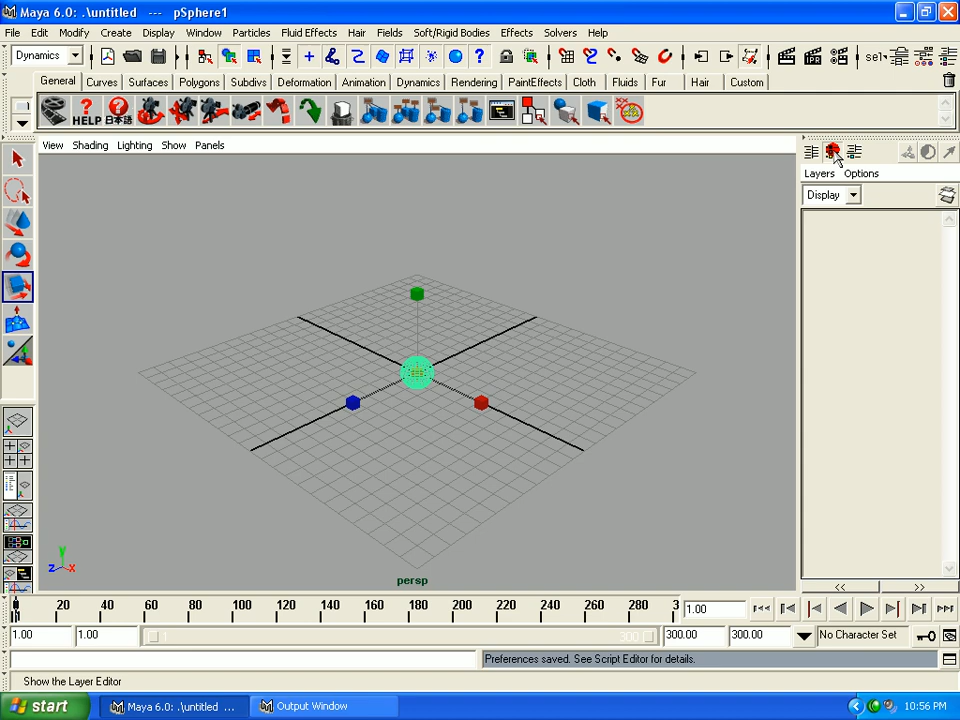 Maya 6.0: .\untitled --- pSphere1
File Edit Modify Create Display Window Particles Fluid Effects Hair Fields Soft/Rigid Bodies Effects Solvers Help
Dynamics sel
General Curves Surfaces Polygons Subdivs Deformation Animation Dynamics Rendering PaintEffects Cloth Fluids Fur Hair Custom
HELP 日本語
View Shading Lighting Show Panels
Layers Options
Display
y
z x
persp
<< >>
20 40 60 80 100 120 140 160 180 200 220 240 260 280 3 1.00
1.00 1.00 1 300 300.00 300.00 No Character Set
Preferences saved. See Script Editor for details.
Show the Layer Editor
start Maya 6.0: .\untitled ... Output Window 10:56 PM